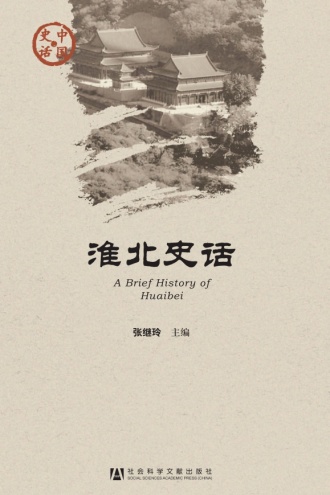 中国
史话
淮北史话
A Brief History of
Huaibei
张继玲 主编
社会科学文献出版社
SOCIAL SCIENCES ACADEMIC PRESS (CHINA)